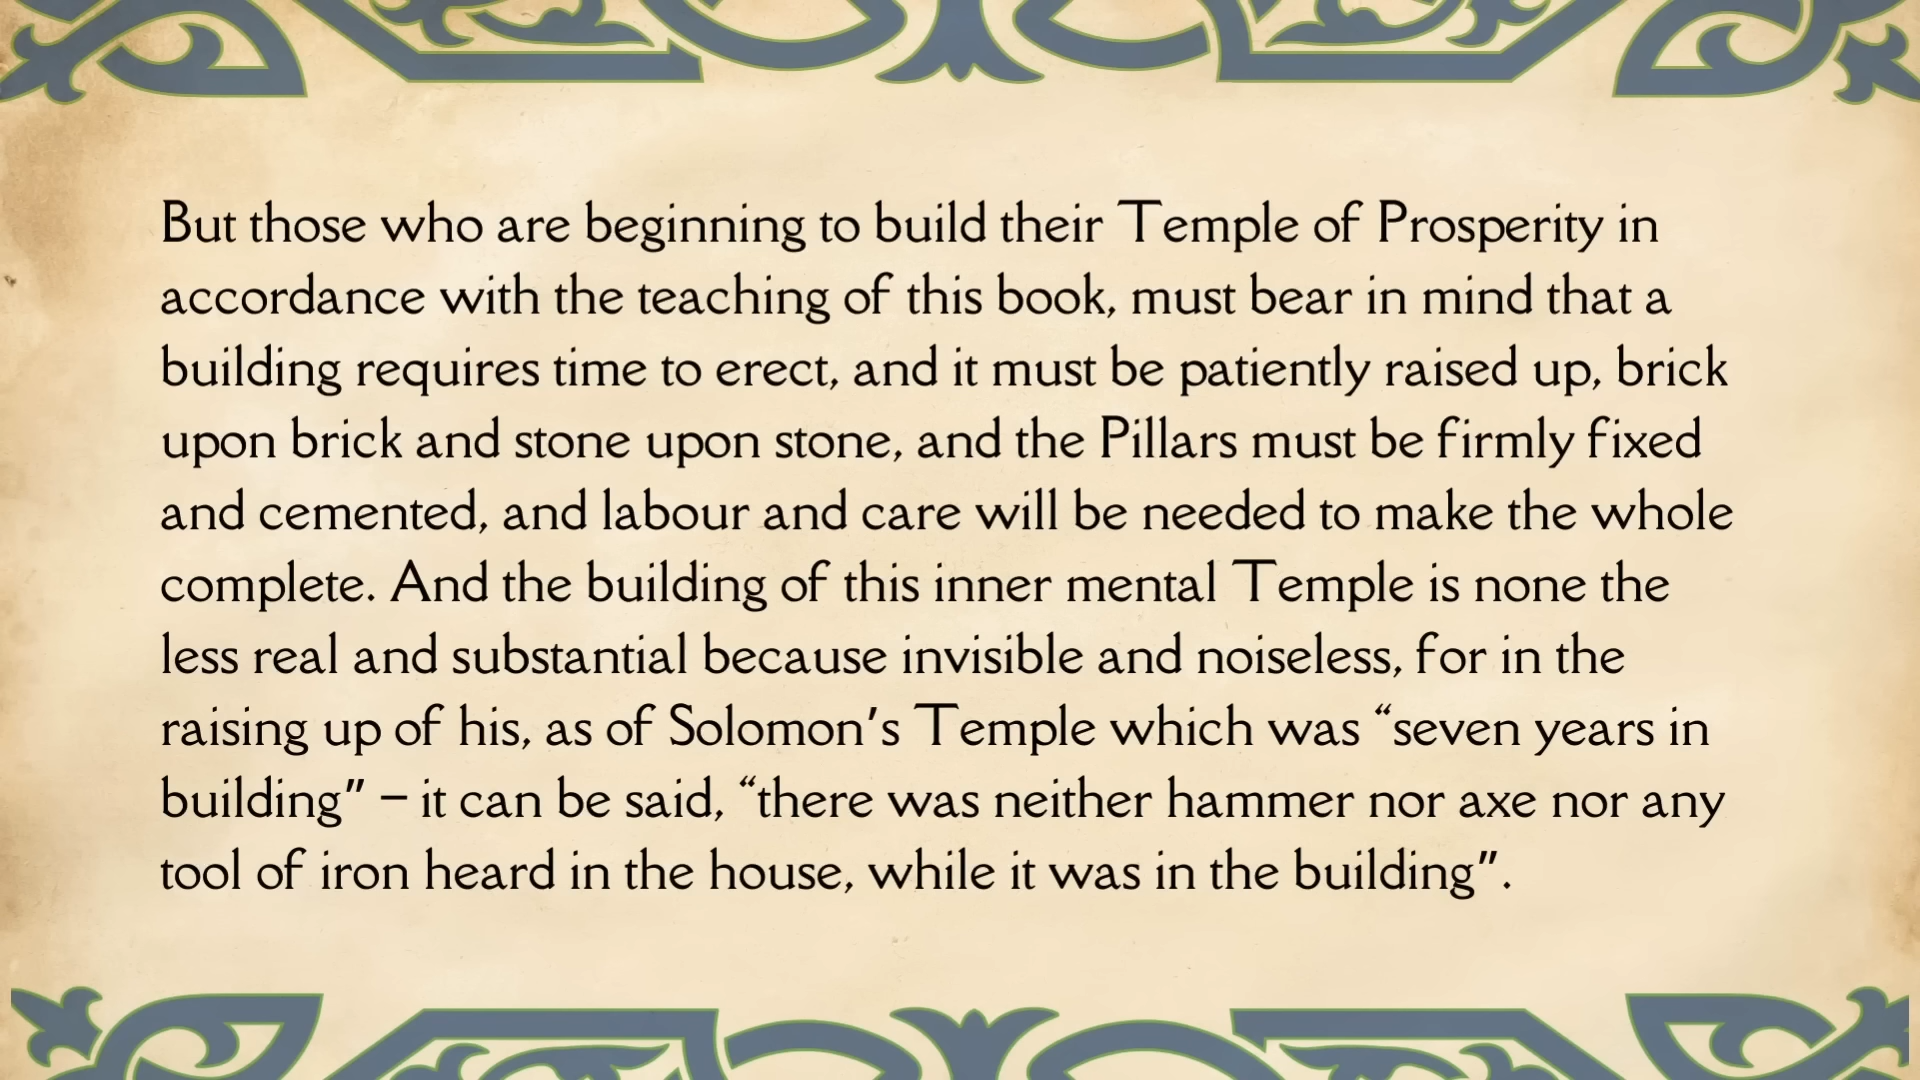 But those who are beginning to build their Temple of Prosperity in
accordance with the teaching of this book, must bear in mind that a
building requires time to erect, and it must be patiently raised up, brick
upon brick and stone upon stone, and the Pillars must be firmly fixed
and cemented, and labour and care will be needed to make the whole
complete. And the building of this inner mental Temple is none the
less real and substantial because invisible and noiseless, for in the
raising up of his, as of Solomon's Temple which was “seven years in
building” – it can be said, “there was neither hammer nor axe nor any
tool of iron heard in the house, while it was in the building”.